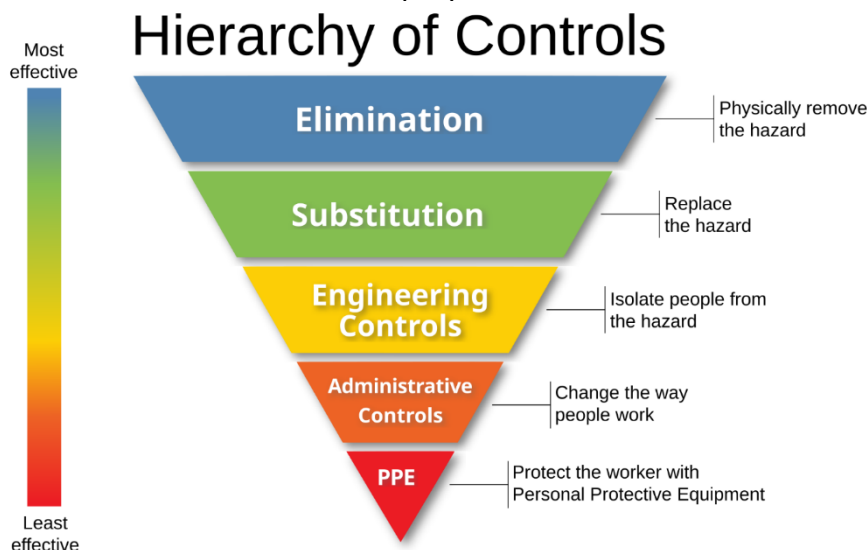 Hierarchy of Controls
Most
effective
Elimination
Physically remove
the hazard
Substitution
Replace
the hazard
Engineering
Controls
Isolate people from
the hazard
Administrative
Controls
Change the way
people work
PPE
Protect the worker with
Personal Protective Equipment
Least
effective